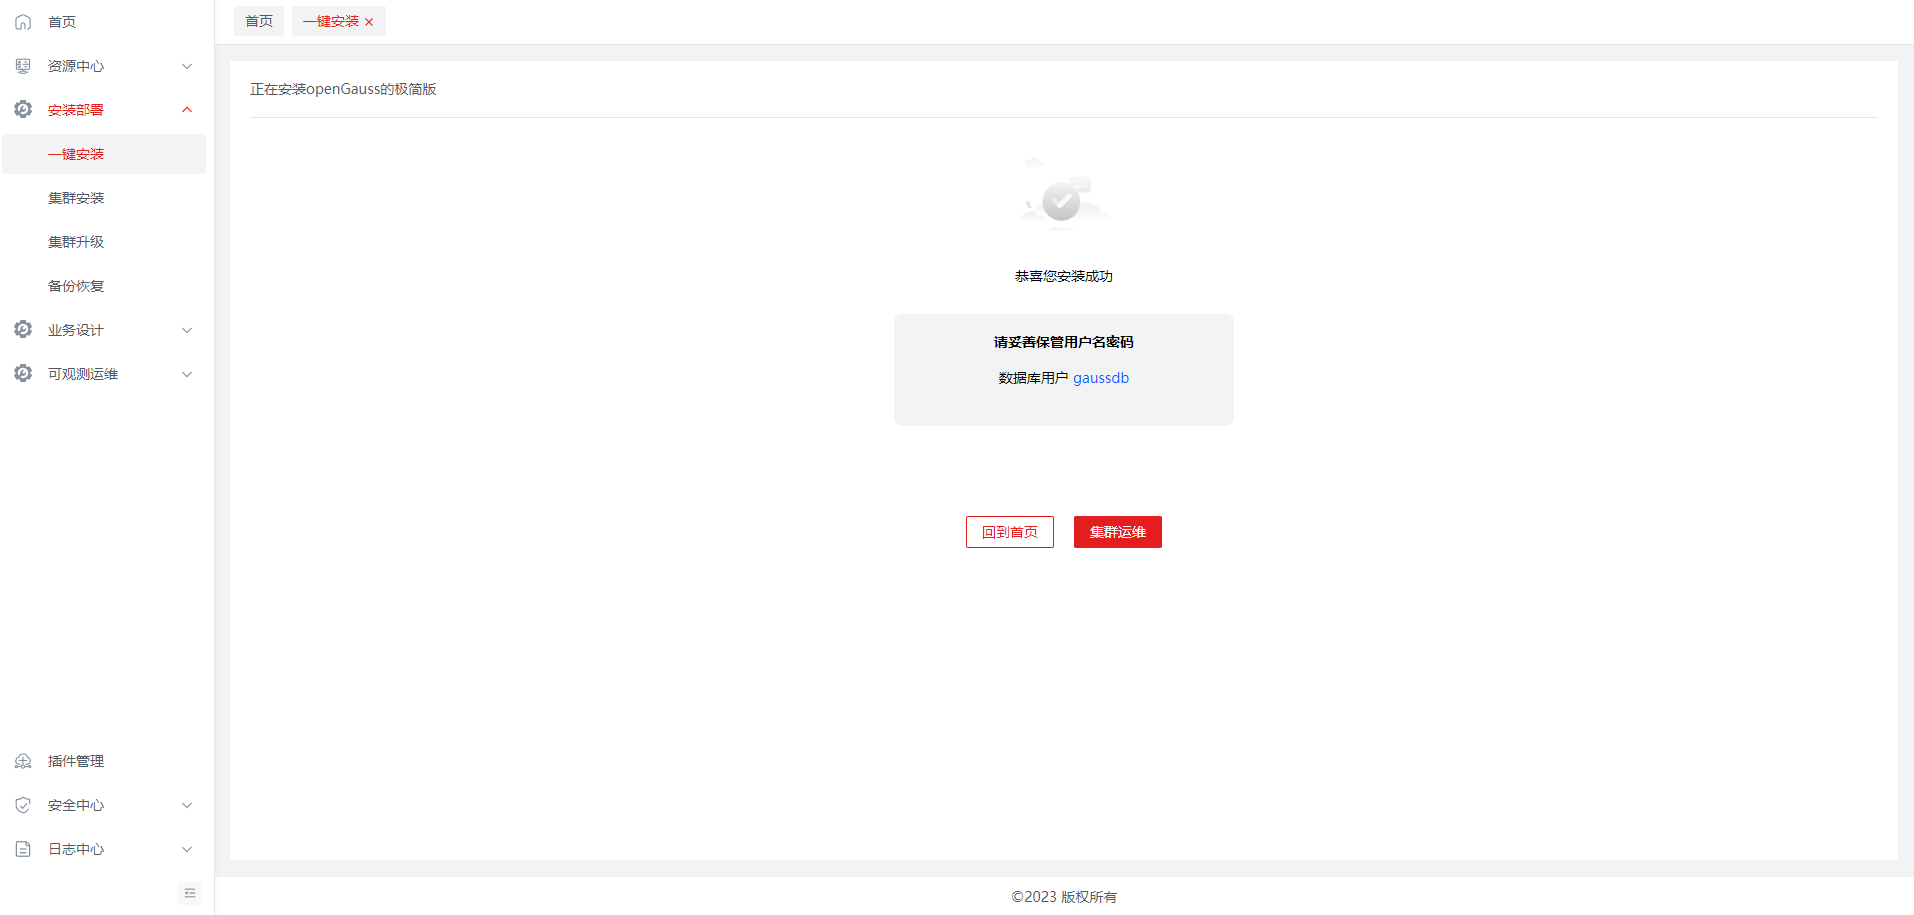 首页
资源中心
安装部署
一键安装
集群安装
集群升级
备份恢复
业务设计
可观测运维
插件管理
安全中心
日志中心
首页
一键安装
正在安装openGauss的极简版
恭喜您安装成功
请妥善保管用户名密码
数据库用户 gaussdb
回到首页
集群运维
©2023 版权所有